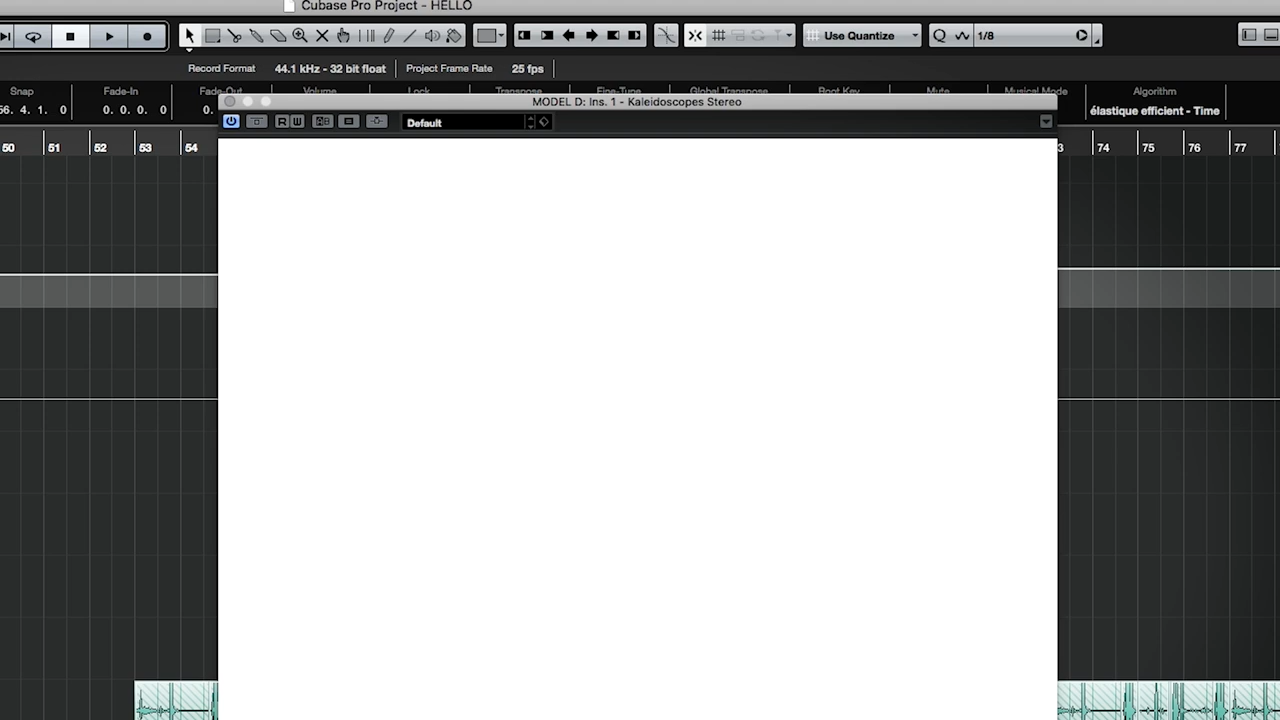 Cubase Pro Project - HELLO
Use Quantize
Q 1/8
Record Format 44.1 kHz - 32 bit float Project Frame Rate 25 fps
Snap Fade-In Fade-Out Volume Lock Transpose Fine-Tune Global Transpose Root Key Mute Musical Mode Algorithm
56. 4. 1. 0 0. 0. 0. 0 0. élastique efficient - Time
MODEL D: Ins. 1 - Kaleidoscopes Stereo
R W Default
50 51 52 53 54 3 74 75 76 77